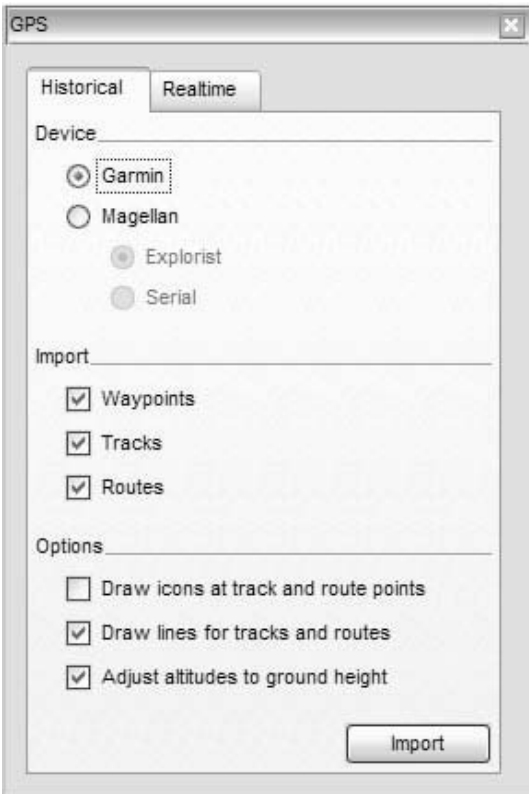 GPS
Historical Realtime
Device
Garmin
Magellan
Explorist
Serial
Import
Waypoints
Tracks
Routes
Options
Draw icons at track and route points
Draw lines for tracks and routes
Adjust altitudes to ground height
Import